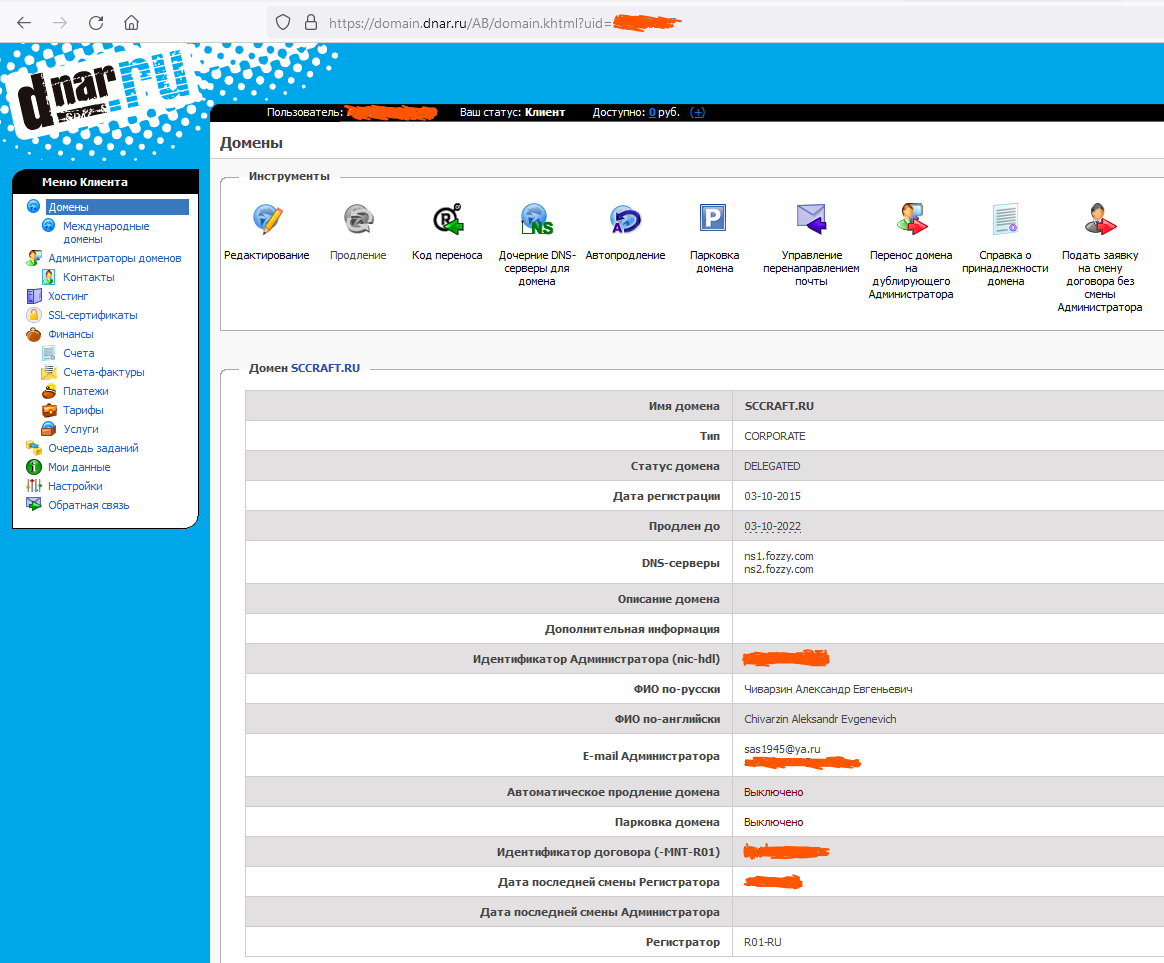 https://domain.dnar.ru/AB/domain.khtml?uid=
dnar.ru
Пользователь:
Ваш статус: Клиент
Доступно: 0 руб. (+)
Домены
Меню Клиента
Домены
Международные
домены
Администраторы доменов
Контакты
Хостинг
SSL-сертификаты
Финансы
Счета
Счета-фактуры
Платежи
Тарифы
Услуги
Очередь заданий
Мои данные
Настройки
Обратная связь
Инструменты
Редактирование
Продление
Код переноса
Дочерние DNS-
серверы для
домена
Автопродление
Парковка
домена
Управление
перенаправлением
почты
Перенос домена
на
дублирующего
Администратора
Справка о
принадлежности
домена
Подать заявку
на смену
договора без
смены
Администратора
Домен SCCRAFT.RU
Имя домена SCCRAFT.RU
Тип CORPORATE
Статус домена DELEGATED
Дата регистрации 03-10-2015
Продлен до 03-10-2022
DNS-серверы ns1.fozzy.com
ns2.fozzy.com
Описание домена
Дополнительная информация
Идентификатор Администратора (nic-hdl)
ФИО по-русски Чиварзин Александр Евгеньевич
ФИО по-английски Chivarzin Aleksandr Evgenevich
E-mail Администратора sas1945@ya.ru
Автоматическое продление домена Выключено
Парковка домена Выключено
Идентификатор договора (-MNT-R01)
Дата последней смены Регистратора
Дата последней смены Администратора
Регистратор R01-RU